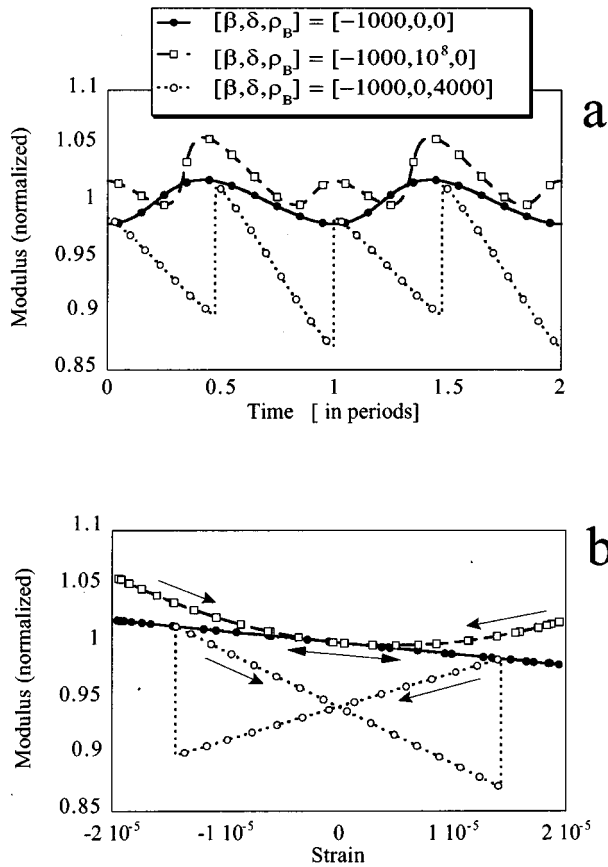 [β,δ,ρB] = [-1000,0,0]
[β,δ,ρB] = [-1000,10⁸,0]
[β,δ,ρB] = [-1000,0,4000]
a
1.1
1.05
1
0.95
0.9
0.85
Modulus (normalized)
0 0.5 1 1.5 2
Time [ in periods]
b
1.1
1.05
1
0.95
0.9
0.85
Modulus (normalized)
-2 10⁻⁵ -1 10⁻⁵ 0 1 10⁻⁵ 2 10⁻⁵
Strain